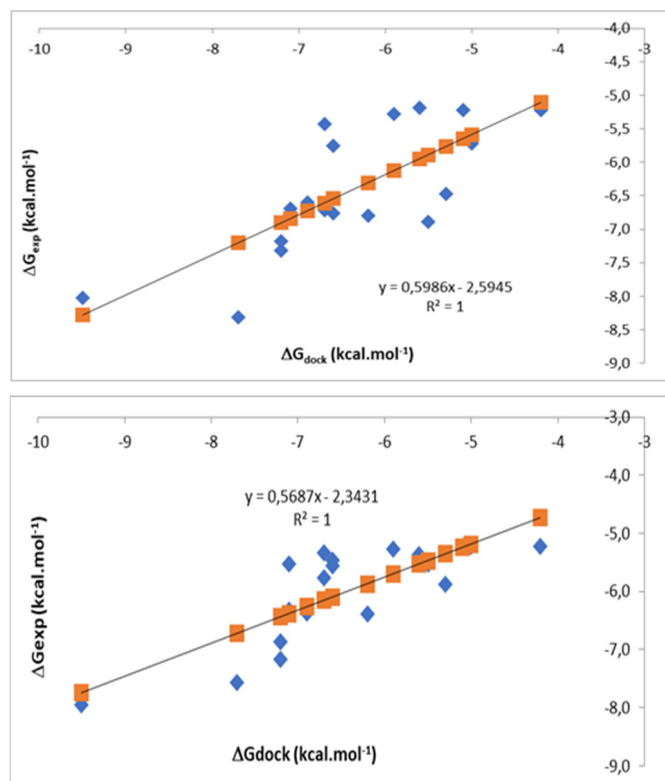 -10 -9 -8 -7 -6 -5 -4
-4,0
-4,5
-5,0
-5,5
-6,0
-6,5
-7,0
-7,5
-8,0
-8,5
-9,0
ΔGexp (kcal.mol-1)
y = 0,5986x - 2,5945
R² = 1
ΔGdock (kcal.mol-1)
-10 -9 -8 -7 -6 -5 -4
-3,0
-4,0
-5,0
-6,0
-7,0
-8,0
-9,0
ΔGexp (kcal.mol-1)
y = 0,5687x - 2,3431
R² = 1
ΔGdock (kcal.mol-1)